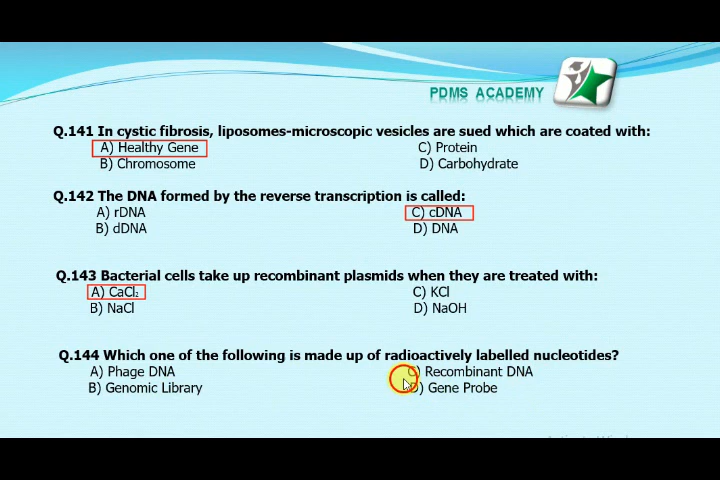 PDMS ACADEMY
Q.141 In cystic fibrosis, liposomes-microscopic vesicles are sued which are coated with:
A) Healthy Gene
C) Protein
B) Chromosome
D) Carbohydrate
Q.142 The DNA formed by the reverse transcription is called:
A) rDNA
C) cDNA
B) dDNA
D) DNA
Q.143 Bacterial cells take up recombinant plasmids when they are treated with:
A) CaCl₂
C) KCl
B) NaCl
D) NaOH
Q.144 Which one of the following is made up of radioactively labelled nucleotides?
A) Phage DNA
C) Recombinant DNA
B) Genomic Library
D) Gene Probe